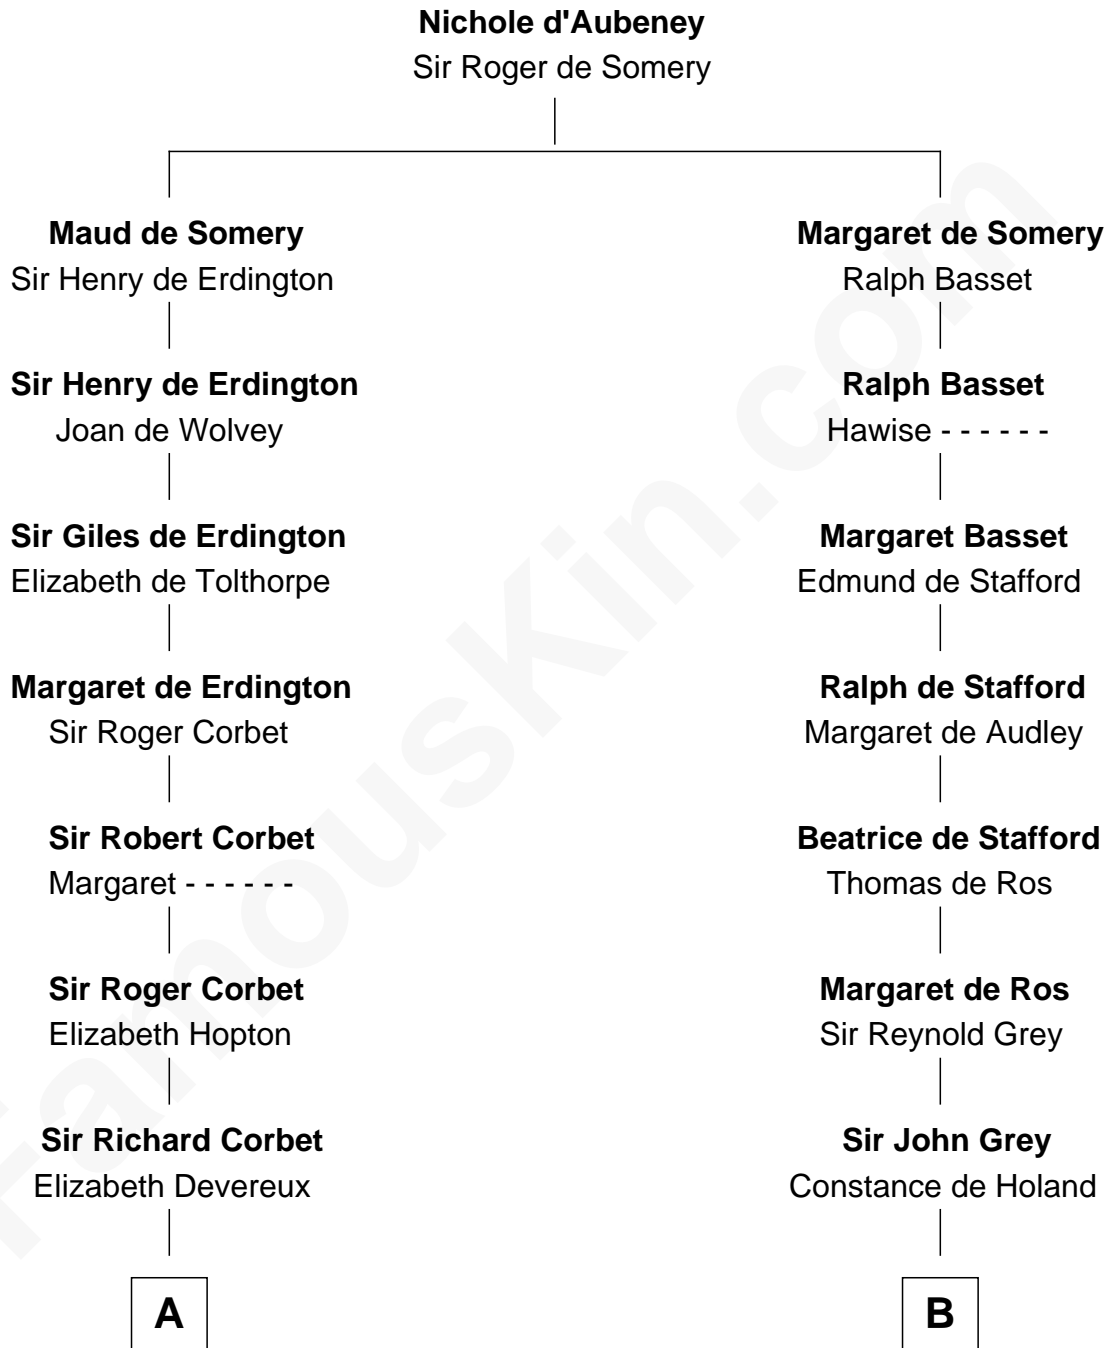 Nichole d'Aubeney
Sir Roger de Somery
Maud de Somery
Sir Henry de Erdington
Margaret de Somery
Ralph Basset
Sir Henry de Erdington
Joan de Wolvey
Ralph Basset
Hawise - - - - - -
Sir Giles de Erdington
Elizabeth de Tolthorpe
Margaret Basset
Edmund de Stafford
Margaret de Erdington
Sir Roger Corbet
Ralph de Stafford
Margaret de Audley
Sir Robert Corbet
Margaret - - - - - -
Beatrice de Stafford
Thomas de Ros
Sir Roger Corbet
Elizabeth Hopton
Margaret de Ros
Sir Reynold Grey
Sir Richard Corbet
Elizabeth Devereux
Sir John Grey
Constance de Holand
A
B
FamousKin.com